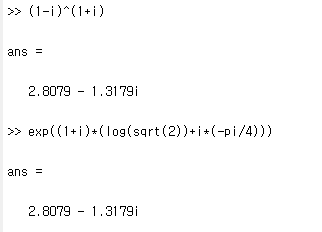 >> (1-i)^(1+i)
ans =
2.8079 - 1.3179i
>> exp((1+i)*(log(sqrt(2))+i*(-pi/4)))
ans =
2.8079 - 1.3179i